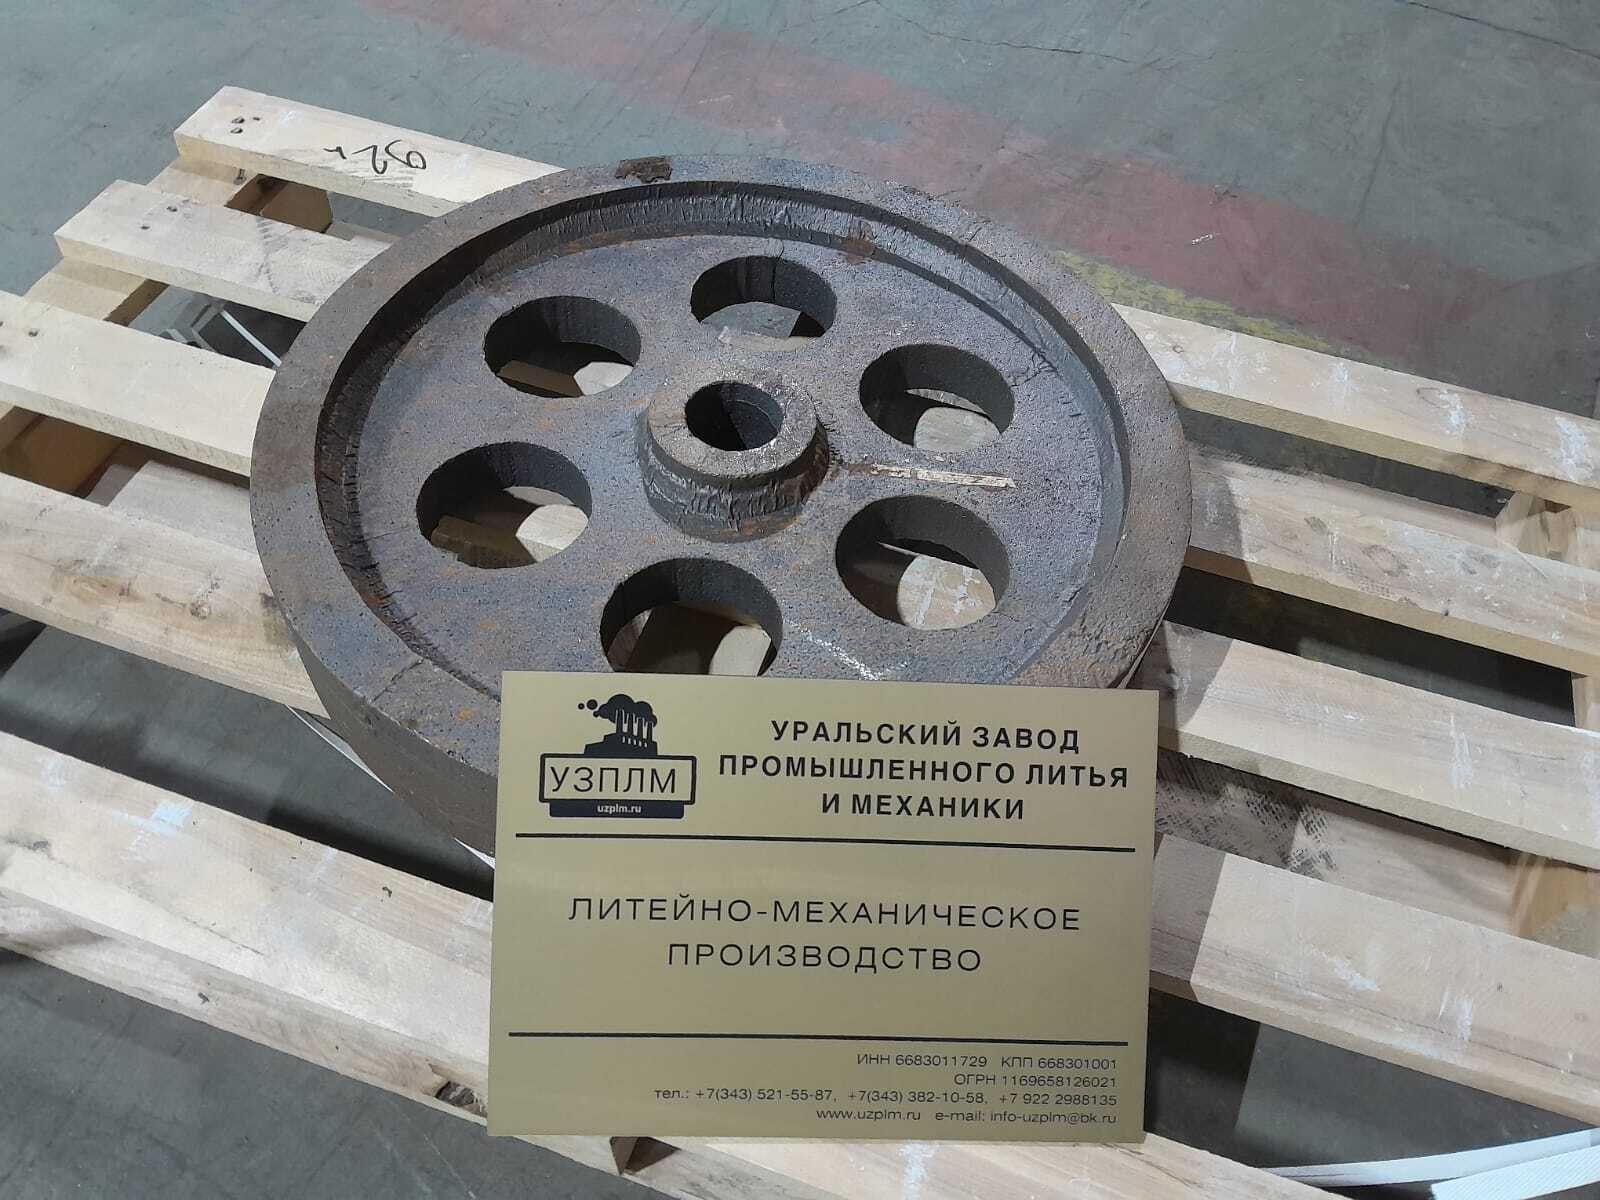 92г
УЗПЛМ
uzplm.ru
УРАЛЬСКИЙ ЗАВОД
ПРОМЫШЛЕННОГО ЛИТЬЯ
И МЕХАНИКИ
ЛИТЕЙНО-МЕХАНИЧЕСКОЕ
ПРОИЗВОДСТВО
ИНН 6683011729 КПП 668301001
ОГРН 1169658126021
тел.: +7(343) 521-55-87, +7(343) 382-10-58, +7 922 2988135
www.uzplm.ru e-mail: info-uzplm@bk.ru